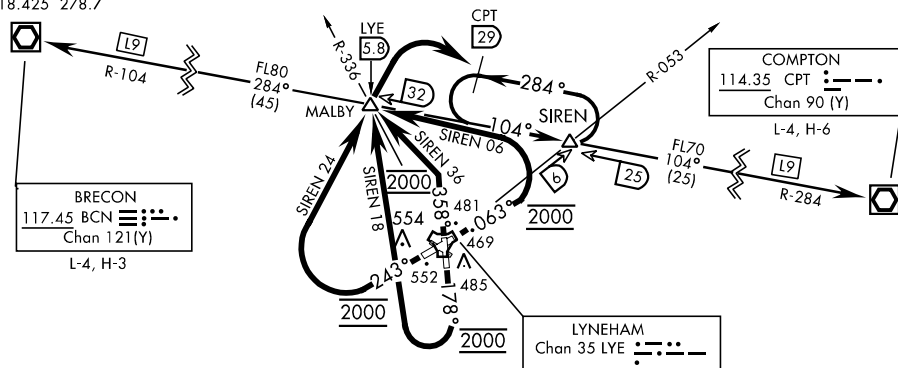 18.425 278.7
LYE
5.8
CPT
29
L9
R-104
R-336
FL80
284°
(45)
MALBY
32
284°
R-053
COMPTON
114.35 CPT
Chan 90 (Y)
L-4, H-6
104°
SIREN
SIREN 06
SIREN 36
SIREN 24
SIREN 18
FL70
104°
(25)
L9
R-284
6
25
BRECON
117.45 BCN
Chan 121(Y)
L-4, H-3
2000
358°
481
063°
2000
554
469
243°
552
485
2000
178°
2000
LYNEHAM
Chan 35 LYE